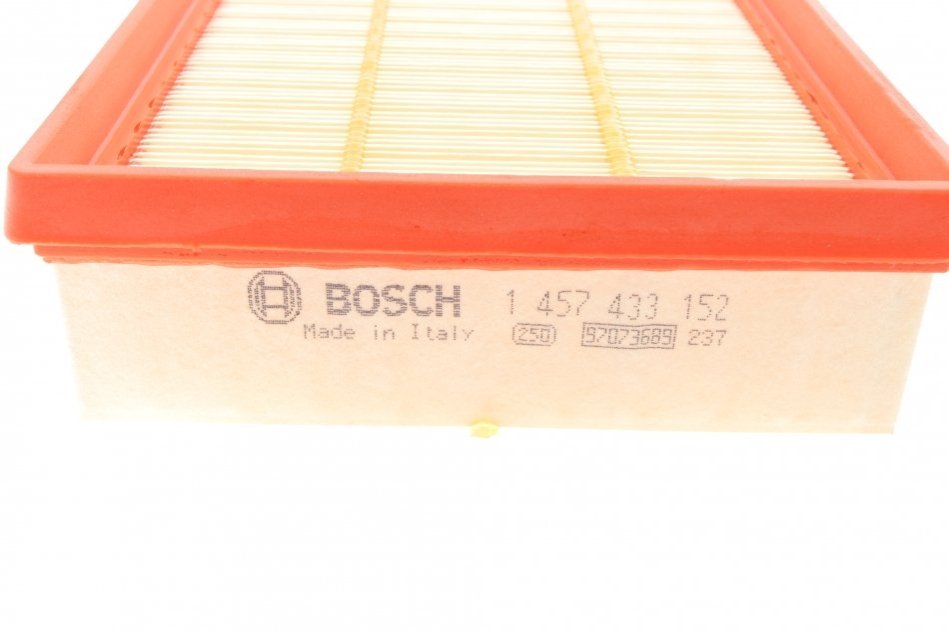 BOSCH 1 457 433 152
Made in Italy 250 97073689 237